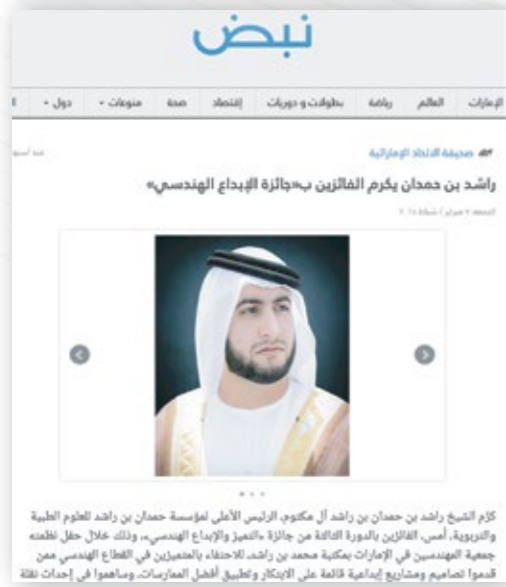 نبض
الإمارات العالم رياضة بطولات و دوريات إقتصاد صحة منوعات دول
صحيفة الاتحاد الإماراتية
راشد بن حمدان يكرم الفائزين بـ«جائزة الإبداع الهندسي»
كرّم الشيخ راشد بن حمدان بن راشد آل مكتوم، الرئيس الأعلى لمؤسسة حمدان بن راشد للعلوم الطبية
والتربوية، أمس، الفائزين بالدورة الثالثة من جائزة «التميز والإبداع الهندسي»، وذلك خلال حفل نظمته
جمعية المهندسين في الإمارات بمكتبة محمد بن راشد، للاحتفاء بالمتميزين في القطاع الهندسي ممن
قدموا تصاميم ومشاريع إبداعية قائمة على الابتكار وتطبيق أفضل الممارسات، وساهموا في إحداث نقلة